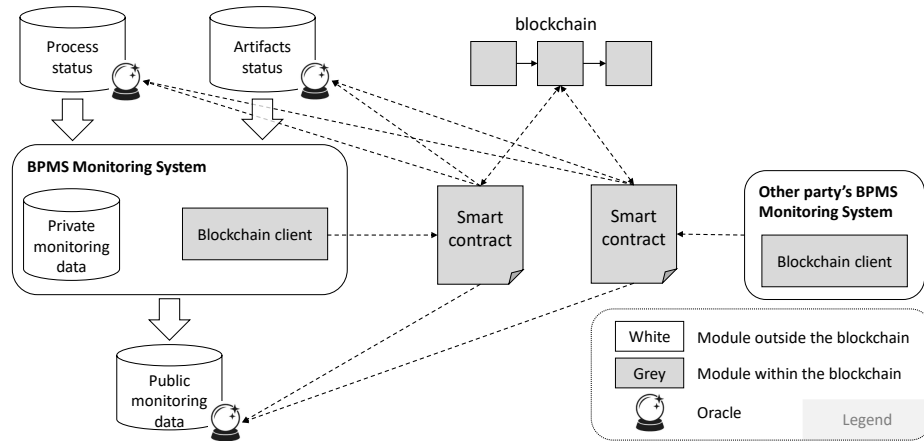 Process
status
Artifacts
status
blockchain
BPMS Monitoring System
Private
monitoring
data
Blockchain client
Smart
contract
Smart
contract
Other party's BPMS
Monitoring System
Blockchain client
Public
monitoring
data
White Module outside the blockchain
Grey Module within the blockchain
Oracle
Legend